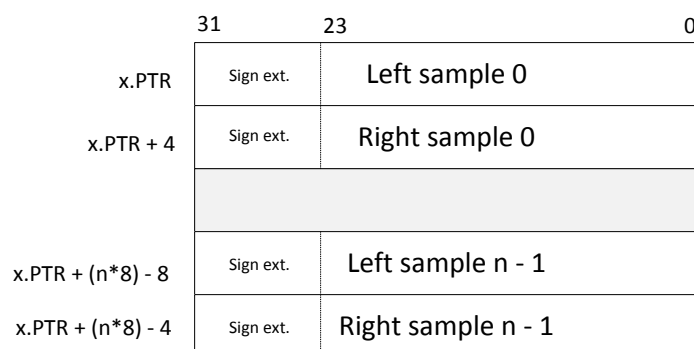 31 23 0
x.PTR Sign ext. Left sample 0
x.PTR + 4 Sign ext. Right sample 0
x.PTR + (n*8) - 8 Sign ext. Left sample n - 1
x.PTR + (n*8) - 4 Sign ext. Right sample n - 1